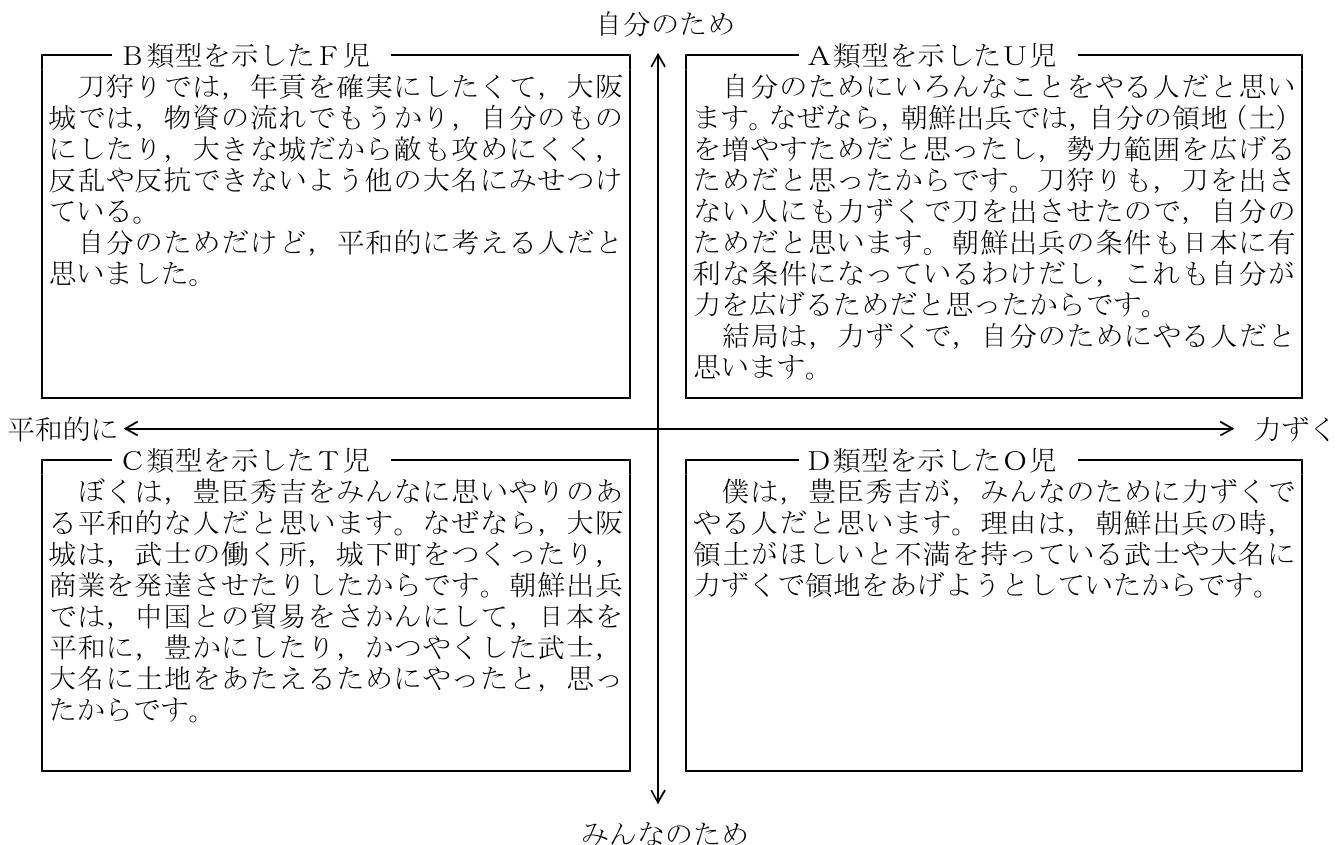 自分のため
Ｂ類型を示したＦ児
　刀狩りでは，年貢を確実にしたくて，大阪
城では，物資の流れでもうかり，自分のもの
にしたり，大きな城だから敵も攻めにくく，
反乱や反抗できないよう他の大名にみせつけ
ている。
　自分のためだけど，平和的に考える人だと
思いました。
Ａ類型を示したＵ児
　自分のためにいろんなことをやる人だと思い
ます。なぜなら，朝鮮出兵では，自分の領地（土）
を増やすためだと思ったし，勢力範囲を広げる
ためだと思ったからです。刀狩りも，刀を出さ
ない人にも力ずくで刀を出させたので，自分の
ためだと思います。朝鮮出兵の条件も日本に有
利な条件になっているわけだし，これも自分が
力を広げるためだと思ったからです。
　結局は，力ずくで，自分のためにやる人だと
思います。
平和的に
力ずく
Ｃ類型を示したＴ児
　ぼくは，豊臣秀吉をみんなに思いやりのあ
る平和的な人だと思います。なぜなら，大阪
城は，武士の働く所，城下町をつくったり，
商業を発達させたりしたからです。朝鮮出兵
では，中国との貿易をさかんにして，日本を
平和に，豊かにしたり，かつやくした武士，
大名に土地をあたえるためにやったと，思っ
たからです。
Ｄ類型を示したＯ児
　僕は，豊臣秀吉が，みんなのために力ずくで
やる人だと思います。理由は，朝鮮出兵の時，
領土がほしいと不満を持っている武士や大名に
力ずくで領地をあげようとしていたからです。
みんなのため